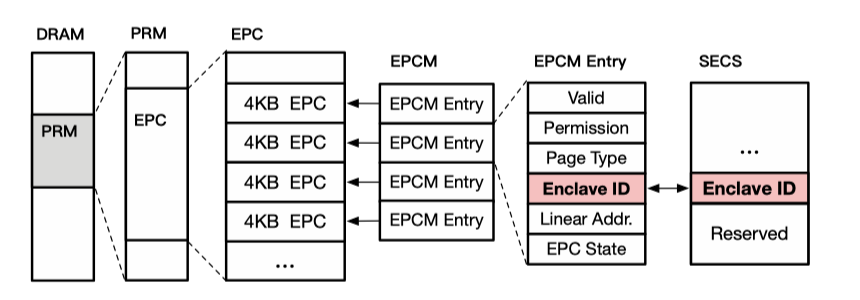 DRAM
PRM
EPC
EPCM
EPCM Entry
SECS
PRM
EPC
4KB EPC
4KB EPC
4KB EPC
4KB EPC
...
EPCM Entry
EPCM Entry
EPCM Entry
EPCM Entry
Valid
Permission
Page Type
Enclave ID
Linear Addr.
EPC State
...
Enclave ID
Reserved